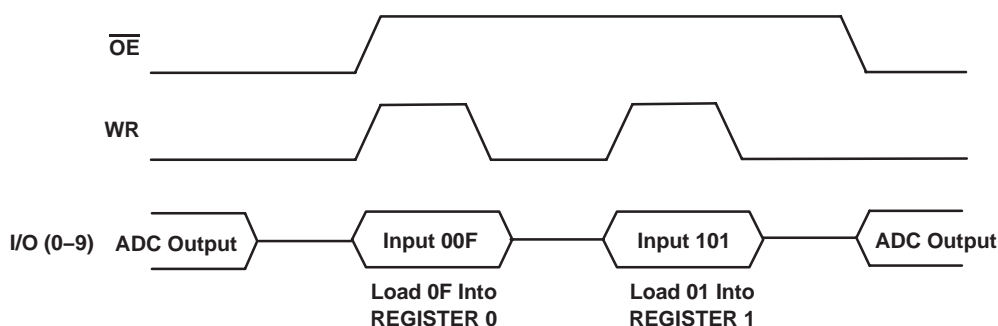 OE
WR
I/O (0–9) ADC Output Input 00F Input 101 ADC Output
Load 0F Into Load 01 Into
REGISTER 0 REGISTER 1